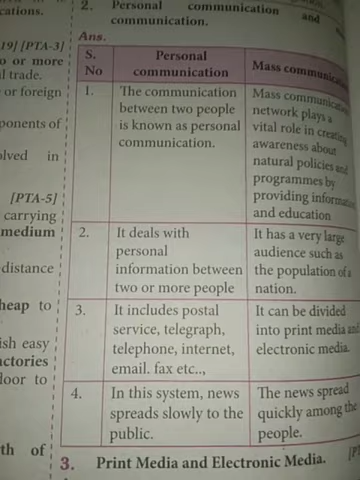 cations.
19] [PTA-3]
o or more
l trade.
or foreign
ponents of
olved in
[PTA-5]
carrying
medium
distance
heap to
ish easy
actories
loor to
th of
2. Personal communication and
communication.
Ans.
S.
No
Personal
communication
Mass communica
1.
The communication
between two people
is known as personal
communication.
Mass communication
network plays a
vital role in creating
awareness about
natural policies and
programmes by
providing information
and education
2.
It deals with
personal
information between
two or more people
It has a very large
audience such as
the population of a
nation.
3.
It includes postal
service, telegraph,
telephone, internet,
email. fax etc..,
It can be divided
into print media and
electronic media.
4.
In this system, news
spreads slowly to the
public.
The news spread
quickly among the
people.
3. Print Media and Electronic Media.